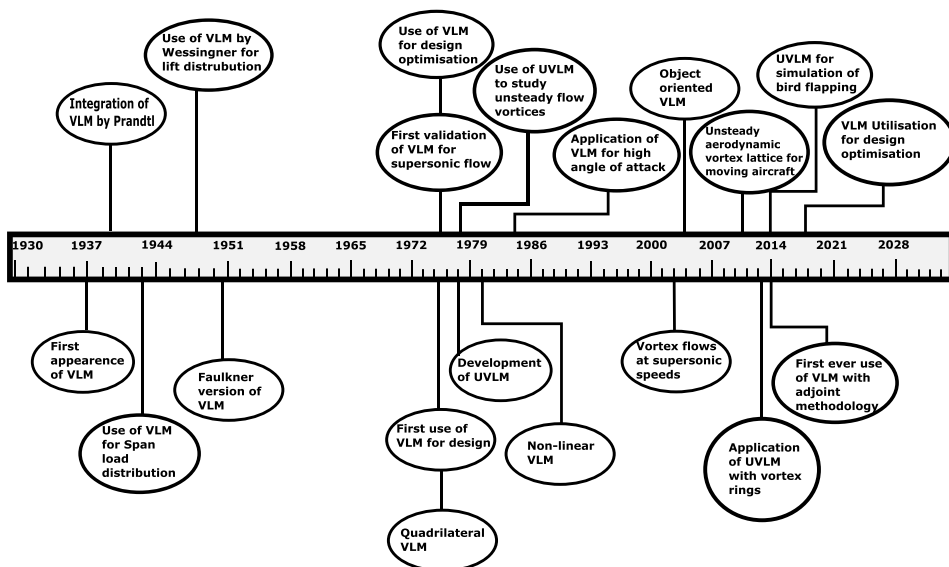 Use of VLM by
Wessingner for
lift distrubution
Integration of
VLM by Prandtl
Use of VLM
for design
optimisation
First validation
of VLM for
supersonic flow
Use of UVLM
to study
unsteady flow
vortices
Application of
VLM for high
angle of attack
Object
oriented
VLM
Unsteady
aerodynamic
vortex lattice for
moving aircraft
UVLM for
simulation of
bird flapping
VLM Utilisation
for design
optimisation
1930 1937 1944 1951 1958 1965 1972 1979 1986 1993 2000 2007 2014 2021 2028
First
appearence
of VLM
Use of VLM
for Span
load
distribution
Faulkner
version of
VLM
First use of
VLM for design
Quadrilateral
VLM
Development
of UVLM
Non-linear
VLM
Vortex flows
at supersonic
speeds
Application
of UVLM
with vortex
rings
First ever use
of VLM with
adjoint
methodology